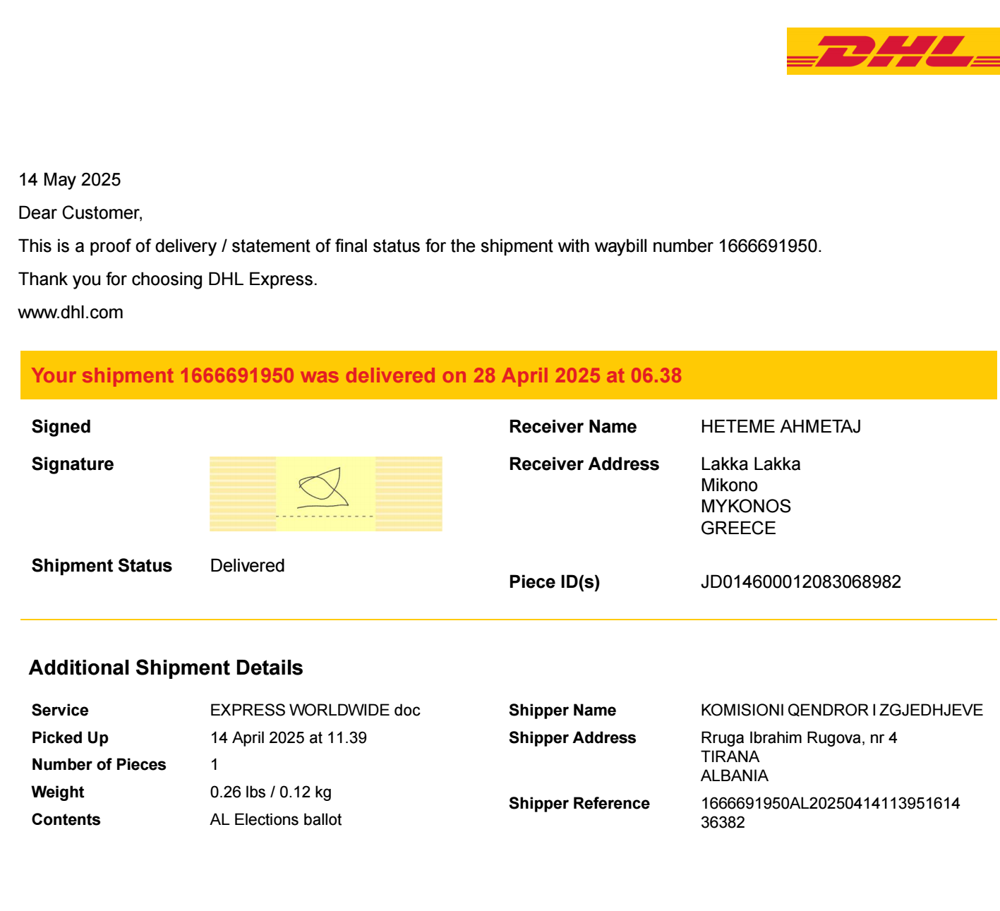 DHL
14 May 2025
Dear Customer,
This is a proof of delivery / statement of final status for the shipment with waybill number 1666691950.
Thank you for choosing DHL Express.
www.dhl.com
Your shipment 1666691950 was delivered on 28 April 2025 at 06.38
Signed
Signature
Shipment Status Delivered
Receiver Name HETEME AHMETAJ
Receiver Address Lakka Lakka
Mikono
MYKONOS
GREECE
Piece ID(s) JD014600012083068982
Additional Shipment Details
Service EXPRESS WORLDWIDE doc
Picked Up 14 April 2025 at 11.39
Number of Pieces 1
Weight 0.26 lbs / 0.12 kg
Contents AL Elections ballot
Shipper Name KOMISIONI QENDROR I ZGJEDHJEVE
Shipper Address Rruga Ibrahim Rugova, nr 4
TIRANA
ALBANIA
Shipper Reference 1666691950AL20250414113951614
36382